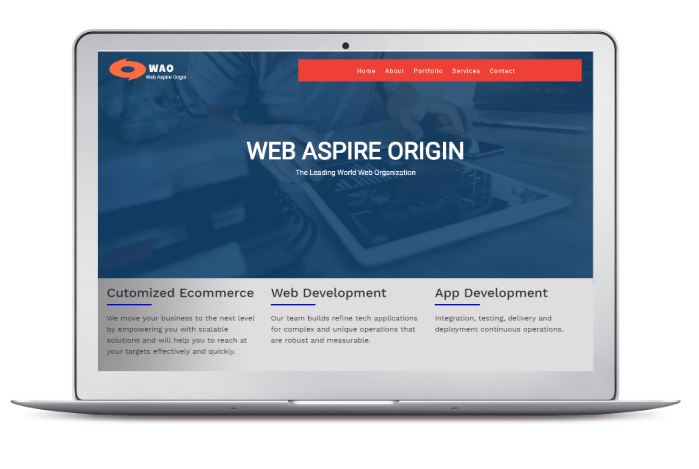 WAO
Web Aspire Origin
Home About Portfolio Services Contact
WEB ASPIRE ORIGIN
The Leading World Web Organization
Cutomized Ecommerce
We move your business to the next level
by empowering you with scalable
solutions and will help you to reach at
your targets effectively and quickly.
Web Development
Our team builds refine tech applications
for complex and unique operations that
are robust and measurable.
App Development
Integration, testing, delivery and
deployment continuous operations.